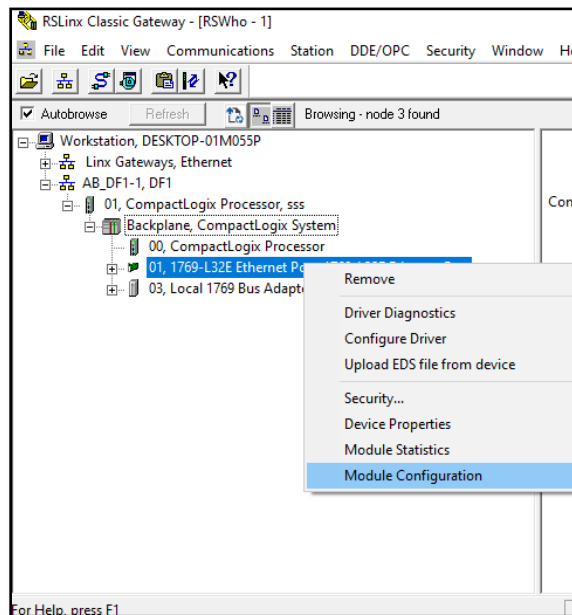 RSLinx Classic Gateway - [RSWho - 1]
File Edit View Communications Station DDE/OPC Security Window
Autobrowse Refresh Browsing - node 3 found
Workstation, DESKTOP-01M055P
Linx Gateways, Ethernet
AB_DF1-1, DF1
01, CompactLogix Processor, sss
Backplane, CompactLogix System
00, CompactLogix Processor
01, 1769-L32E Ethernet
03, Local 1769 Bus
Remove
Driver Diagnostics
Configure Driver
Upload EDS file from device
Security...
Device Properties
Module Statistics
Module Configuration
For Help, press F1